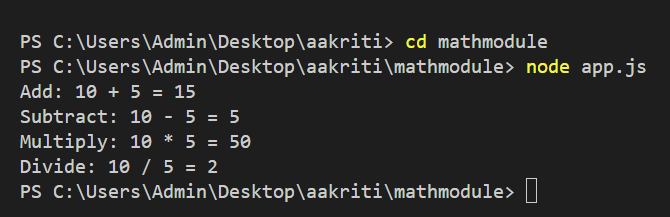 PS C:\Users\Admin\Desktop\aakriti> cd mathmodule
PS C:\Users\Admin\Desktop\aakriti\mathmodule> node app.js
Add: 10 + 5 = 15
Subtract: 10 - 5 = 5
Multiply: 10 * 5 = 50
Divide: 10 / 5 = 2
PS C:\Users\Admin\Desktop\aakriti\mathmodule>